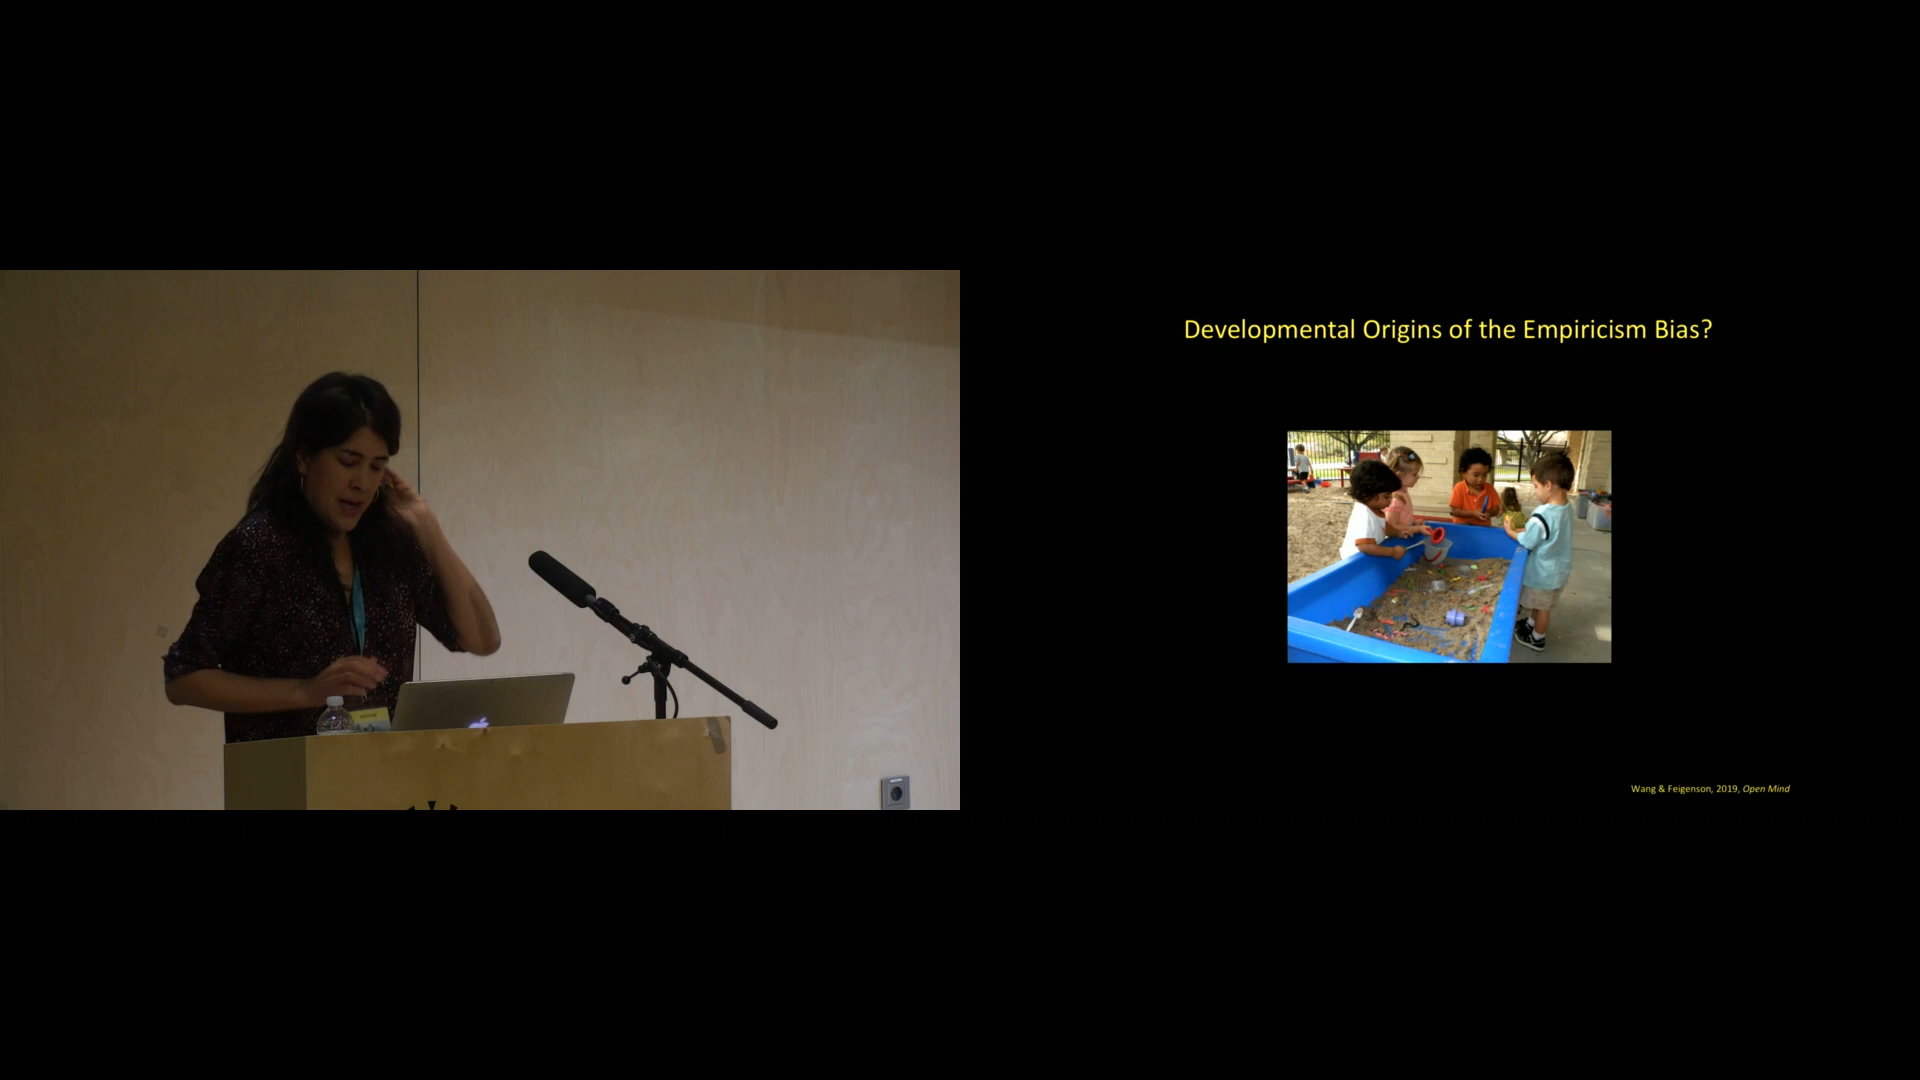 Developmental Origins of the Empiricism Bias?
Wang & Feigenson, 2019, Open Mind